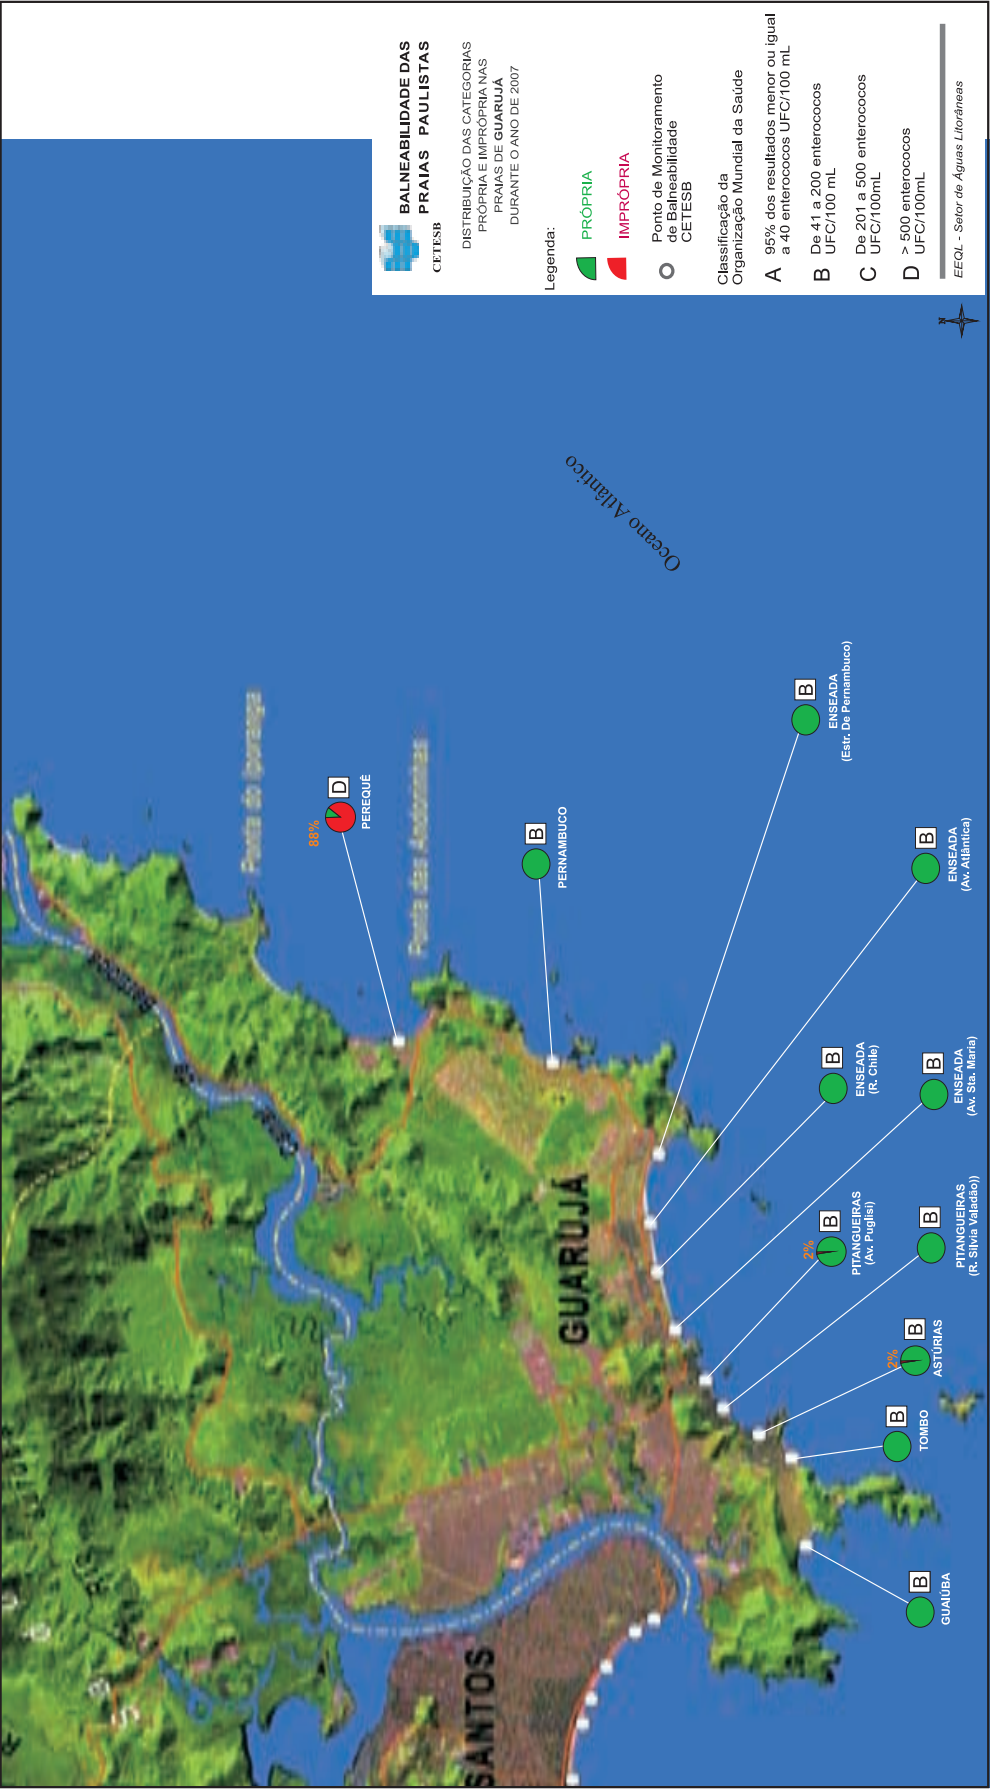 BALNEABILIDADE DAS
PRAIAS PAULISTAS
CETESB
DISTRIBUIÇÃO DAS CATEGORIAS
PRÓPRIA E IMPRÓPRIA NAS
PRAIAS DE GUARUJÁ
DURANTE O ANO DE 2007
Legenda:
PRÓPRIA
IMPRÓPRIA
Ponto de Monitoramento
de Balneabilidade
CETESB
Classificação da
Organização Mundial da Saúde
A 95% dos resultados menor ou igual
a 40 enterococos UFC/100 mL
B De 41 a 200 enterococos
UFC/100 mL
C De 201 a 500 enterococos
UFC/100mL
D > 500 enterococos
UFC/100mL
EEQL - Setor de Águas Litorâneas
N
Oceano Atlântico
88%
D
PEREQUÊ
B
PERNAMBUCO
B
ENSEADA
(Estr. De Pernambuco)
B
ENSEADA
(Av. Atlântica)
B
ENSEADA
(R. Chile)
B
ENSEADA
(Av. Sta. Maria)
2%
B
PITANGUEIRAS
(Av. Puglisi)
B
PITANGUEIRAS
(R. Silvia Valadão))
2%
B
ASTÚRIAS
B
TOMBO
B
GUAIÚBA
GUARUJÁ
SANTOS
Ponta das